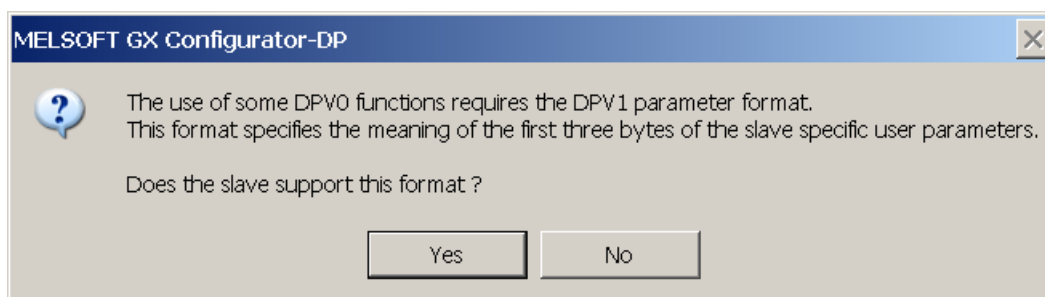 MELSOFT GX Configurator-DP
The use of some DPV0 functions requires the DPV1 parameter format.
This format specifies the meaning of the first three bytes of the slave specific user parameters.
Does the slave support this format ?
Yes
No